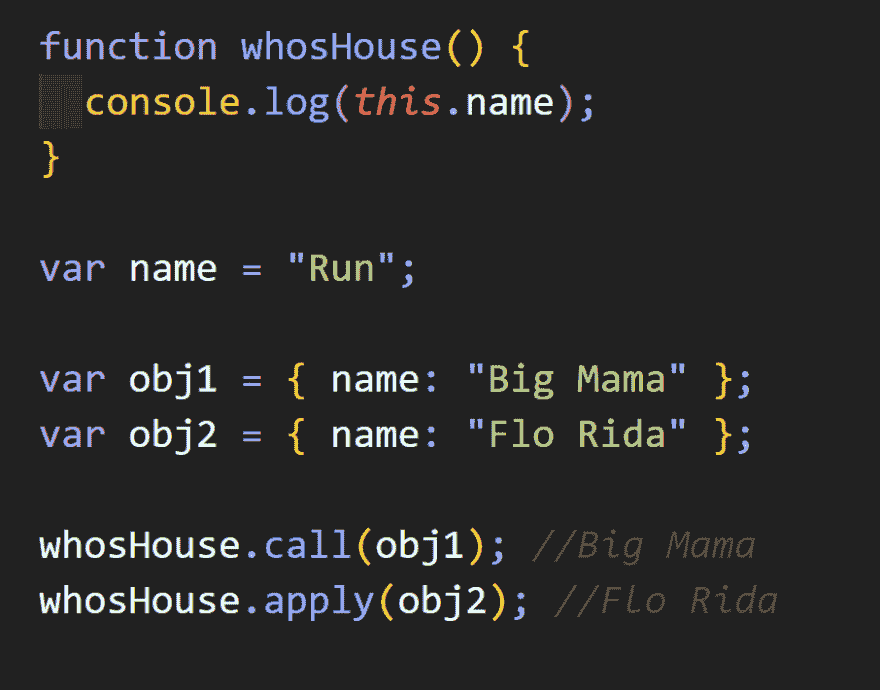 function whosHouse() {
  console.log(this.name);
}
var name = "Run";
var obj1 = { name: "Big Mama" };
var obj2 = { name: "Flo Rida" };
whosHouse.call(obj1); //Big Mama
whosHouse.apply(obj2); //Flo Rida